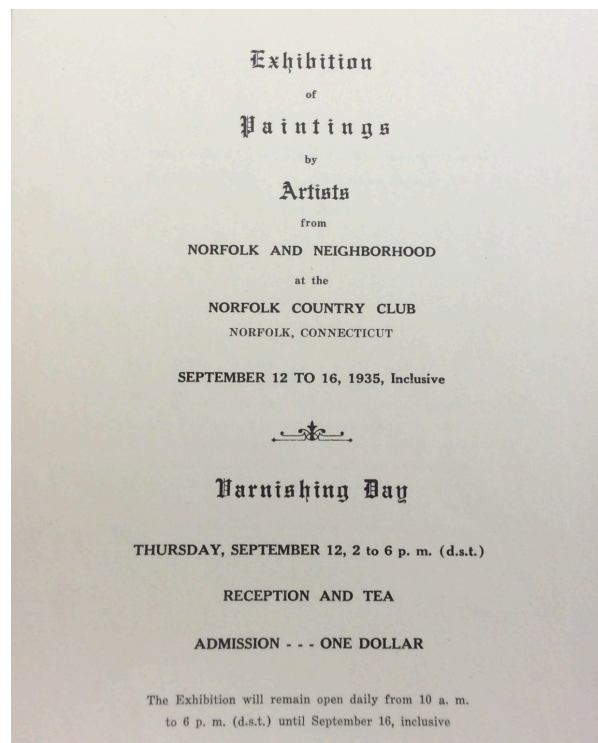 Exhibition
of
Paintings
by
Artists
from
NORFOLK AND NEIGHBORHOOD
at the
NORFOLK COUNTRY CLUB
NORFOLK, CONNECTICUT
SEPTEMBER 12 TO 16, 1935, Inclusive
Varnishing Day
THURSDAY, SEPTEMBER 12, 2 to 6 p. m. (d.s.t.)
RECEPTION AND TEA
ADMISSION - - - ONE DOLLAR
The Exhibition will remain open daily from 10 a. m.
to 6 p. m. (d.s.t.) until September 16, inclusive